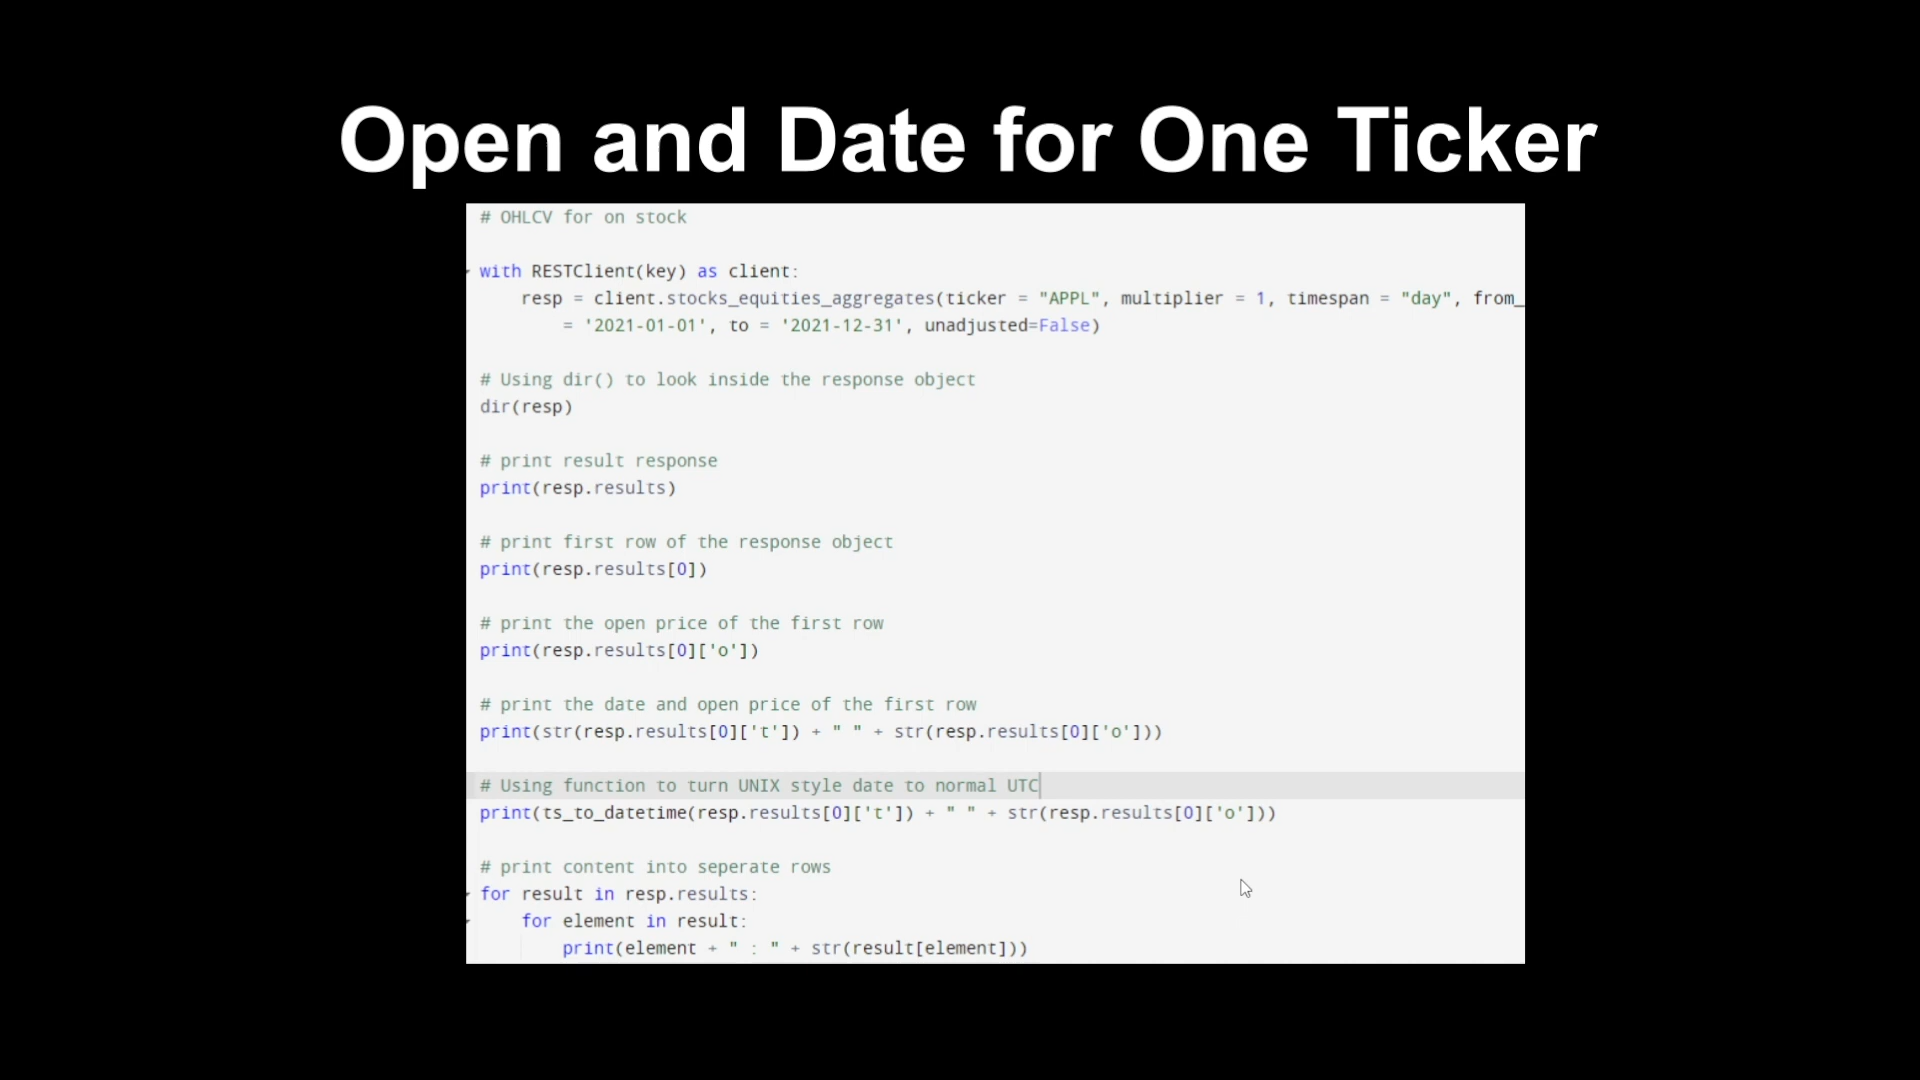 Open and Date for One Ticker
# OHLCV for on stock
with RESTClient(key) as client:
    resp = client.stocks_equities_aggregates(ticker = "APPL", multiplier = 1, timespan = "day", from_
        = '2021-01-01', to = '2021-12-31', unadjusted=False)
# Using dir() to look inside the response object
dir(resp)
# print result response
print(resp.results)
# print first row of the response object
print(resp.results[0])
# print the open price of the first row
print(resp.results[0]['o'])
# print the date and open price of the first row
print(str(resp.results[0]['t']) + " " + str(resp.results[0]['o']))
# Using function to turn UNIX style date to normal UTC
print(ts_to_datetime(resp.results[0]['t']) + " " + str(resp.results[0]['o']))
# print content into seperate rows
for result in resp.results:
    for element in result:
        print(element + " : " + str(result[element]))